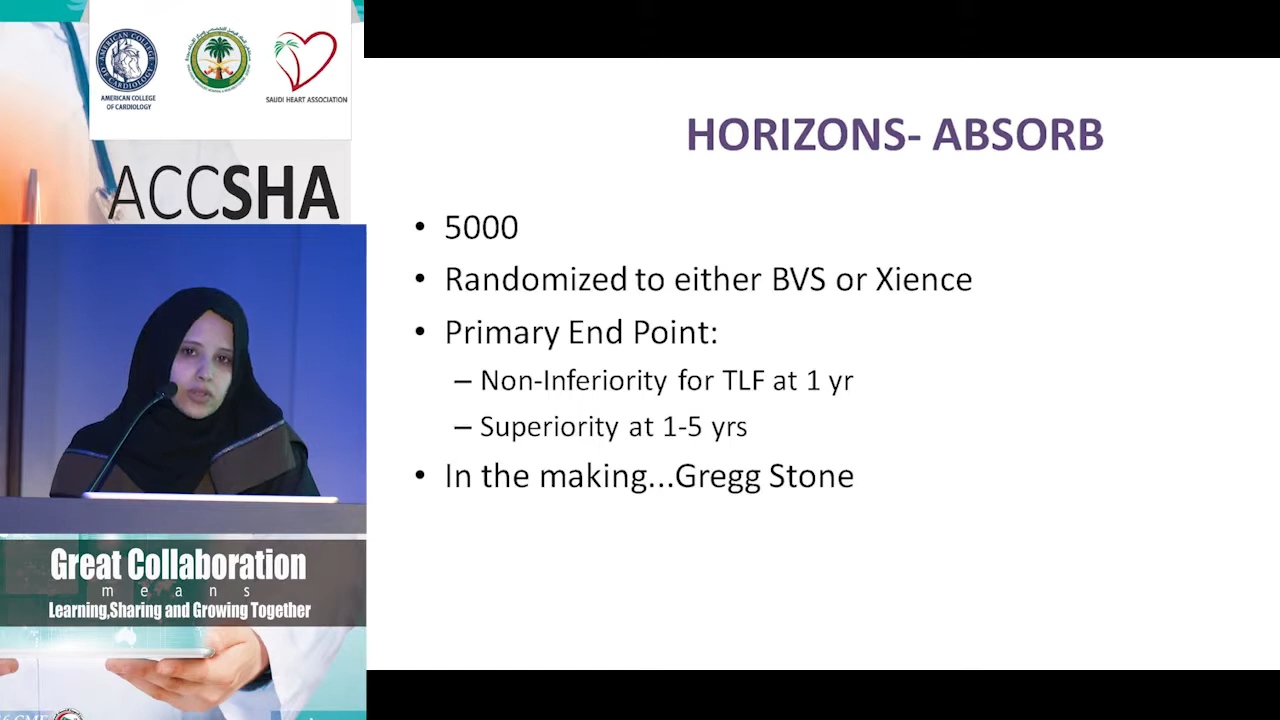 AMERICAN COLLEGE
OF CARDIOLOGY
SAUDI HEART ASSOCIATION
ACCSHA
Great Collaboration
means
Learning,Sharing and Growing Together
HORIZONS- ABSORB
• 5000
• Randomized to either BVS or Xience
• Primary End Point:
– Non-Inferiority for TLF at 1 yr
– Superiority at 1-5 yrs
• In the making...Gregg Stone